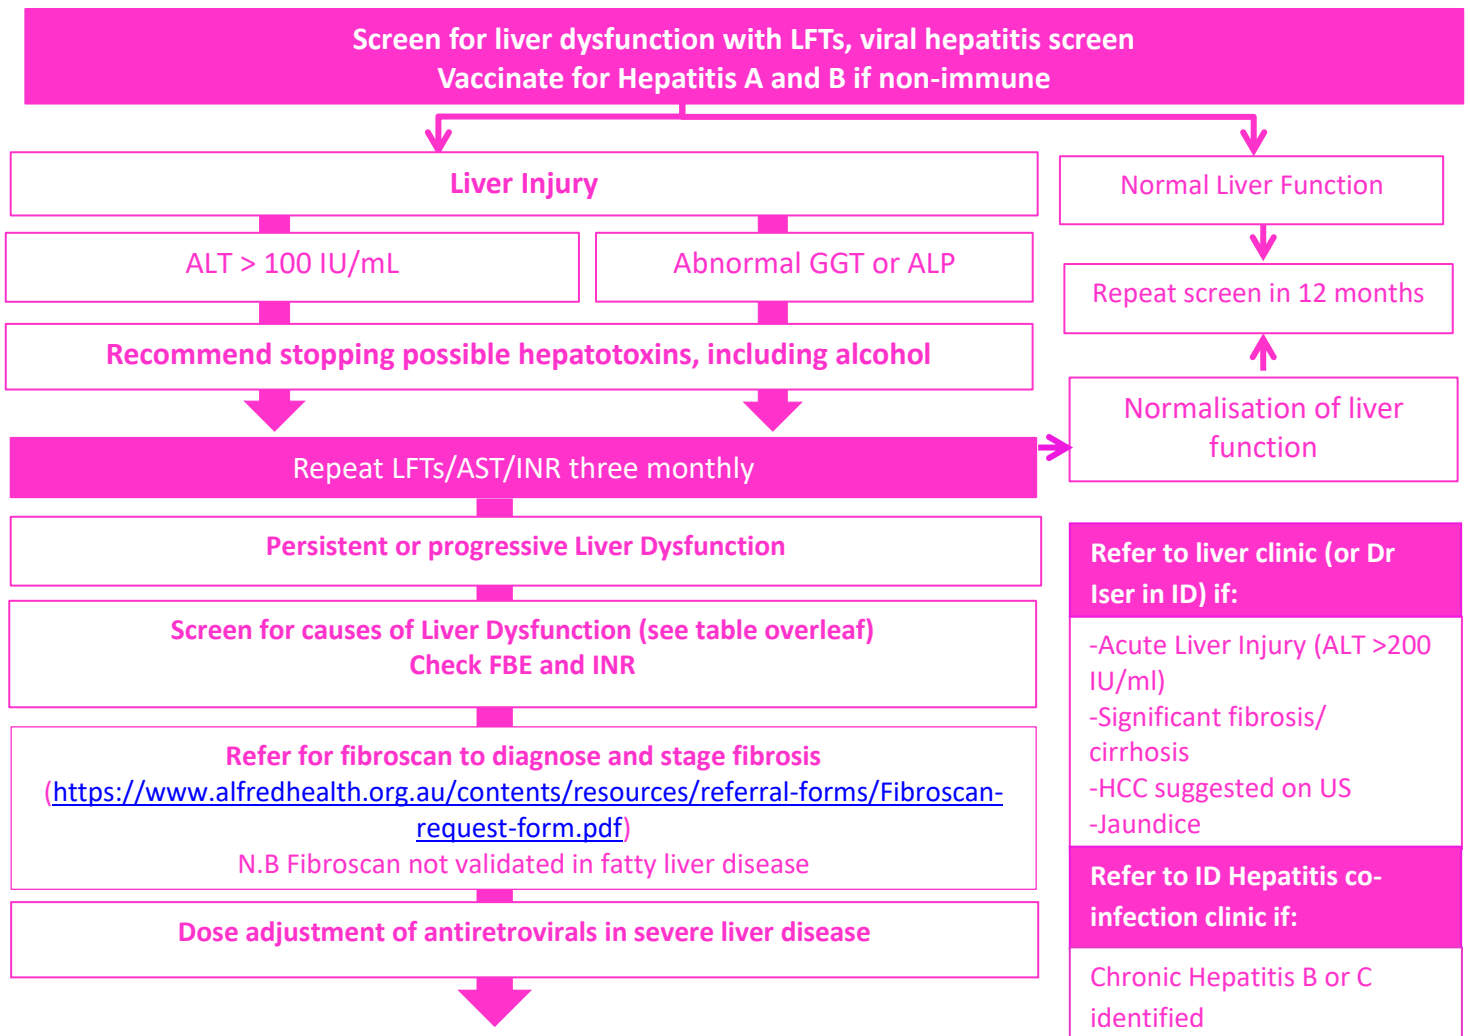 Screen for liver dysfunction with LFTs, viral hepatitis screen
Vaccinate for Hepatitis A and B if non-immune
Liver Injury
Normal Liver Function
ALT > 100 IU/mL
Abnormal GGT or ALP
Repeat screen in 12 months
Recommend stopping possible hepatotoxins, including alcohol
Normalisation of liver
function
Repeat LFTs/AST/INR three monthly
Persistent or progressive Liver Dysfunction
Screen for causes of Liver Dysfunction (see table overleaf)
Check FBE and INR
Refer for fibroscan to diagnose and stage fibrosis
(https://www.alfredhealth.org.au/contents/resources/referral-forms/Fibroscan-
request-form.pdf)
N.B Fibroscan not validated in fatty liver disease
Dose adjustment of antiretrovirals in severe liver disease
Refer to liver clinic (or Dr
Iser in ID) if:
-Acute Liver Injury (ALT >200
IU/ml)
-Significant fibrosis/
cirrhosis
-HCC suggested on US
-Jaundice
Refer to ID Hepatitis co-
infection clinic if:
Chronic Hepatitis B or C
identified